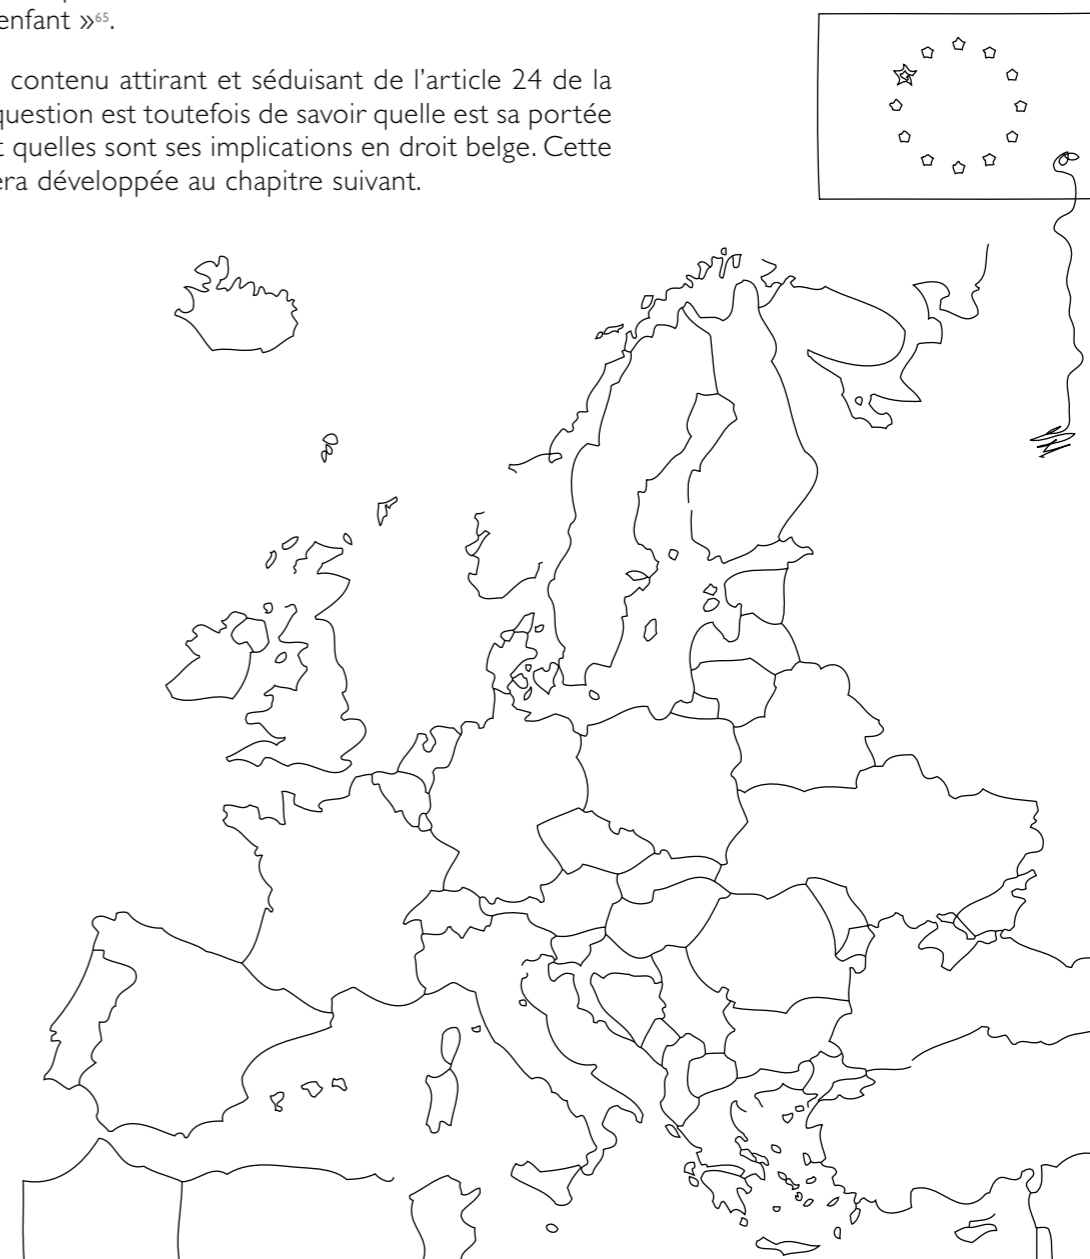 enfant »⁶⁵.
contenu attirant et séduisant de l'article 24 de la
question est toutefois de savoir quelle est sa portée
quelles sont ses implications en droit belge. Cette
développée au chapitre suivant.